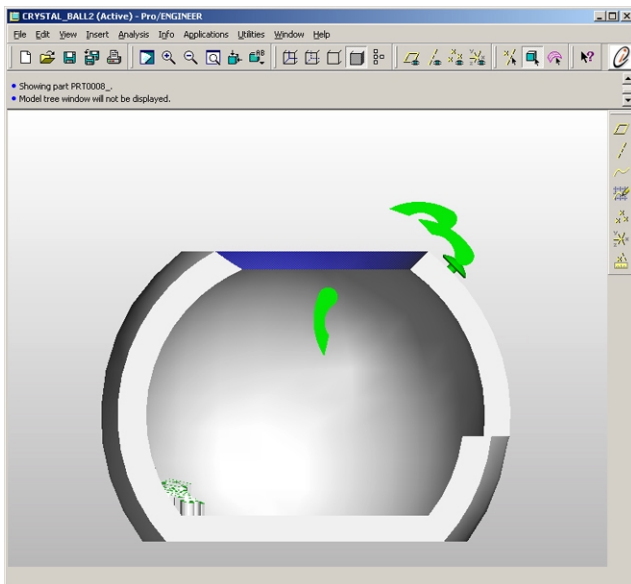 CRYSTAL_BALL2 (Active) - Pro/ENGINEER
File Edit View Insert Analysis Info Applications Utilities Window Help
• Showing part PRT0008_.
• Model tree window will not be displayed.